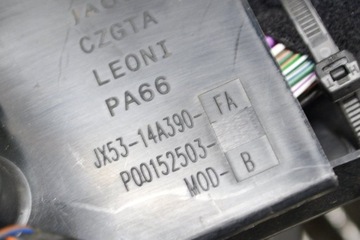 CZGTA
LEONI
PA66
JX53-14A390-FA
P00152503-
MOD-B